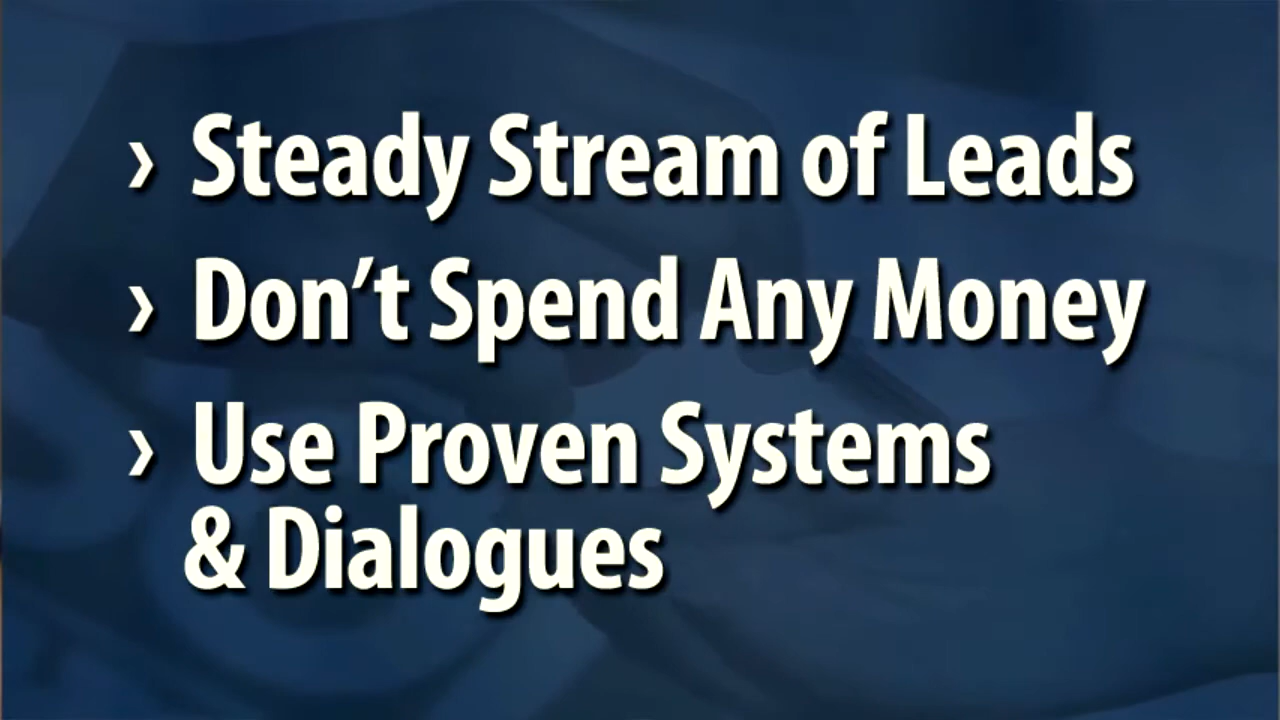 › Steady Stream of Leads
› Don’t Spend Any Money
› Use Proven Systems
& Dialogues